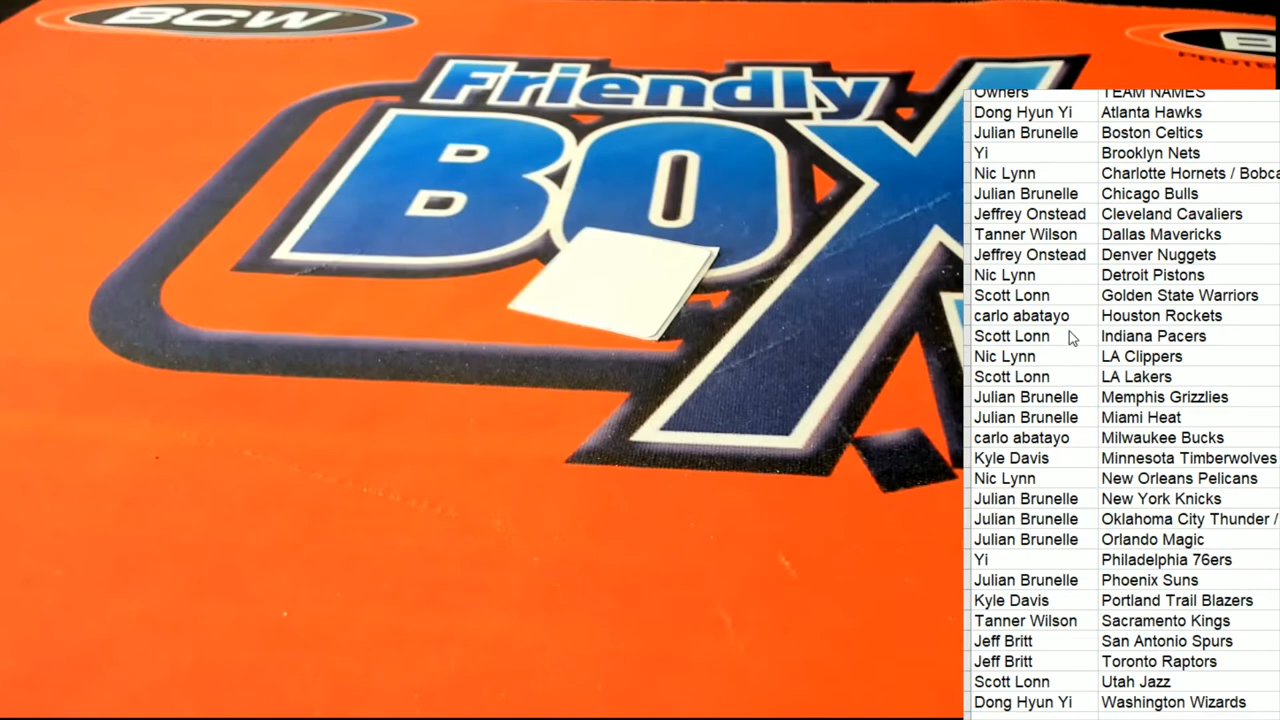 BCW
Friendly
BOX
Owners TEAM NAMES
Dong Hyun Yi Atlanta Hawks
Julian Brunelle Boston Celtics
Yi Brooklyn Nets
Nic Lynn Charlotte Hornets / Bobca
Julian Brunelle Chicago Bulls
Jeffrey Onstead Cleveland Cavaliers
Tanner Wilson Dallas Mavericks
Jeffrey Onstead Denver Nuggets
Nic Lynn Detroit Pistons
Scott Lonn Golden State Warriors
carlo abatayo Houston Rockets
Scott Lonn Indiana Pacers
Nic Lynn LA Clippers
Scott Lonn LA Lakers
Julian Brunelle Memphis Grizzlies
Julian Brunelle Miami Heat
carlo abatayo Milwaukee Bucks
Kyle Davis Minnesota Timberwolves
Nic Lynn New Orleans Pelicans
Julian Brunelle New York Knicks
Julian Brunelle Oklahoma City Thunder /
Julian Brunelle Orlando Magic
Yi Philadelphia 76ers
Julian Brunelle Phoenix Suns
Kyle Davis Portland Trail Blazers
Tanner Wilson Sacramento Kings
Jeff Britt San Antonio Spurs
Jeff Britt Toronto Raptors
Scott Lonn Utah Jazz
Dong Hyun Yi Washington Wizards